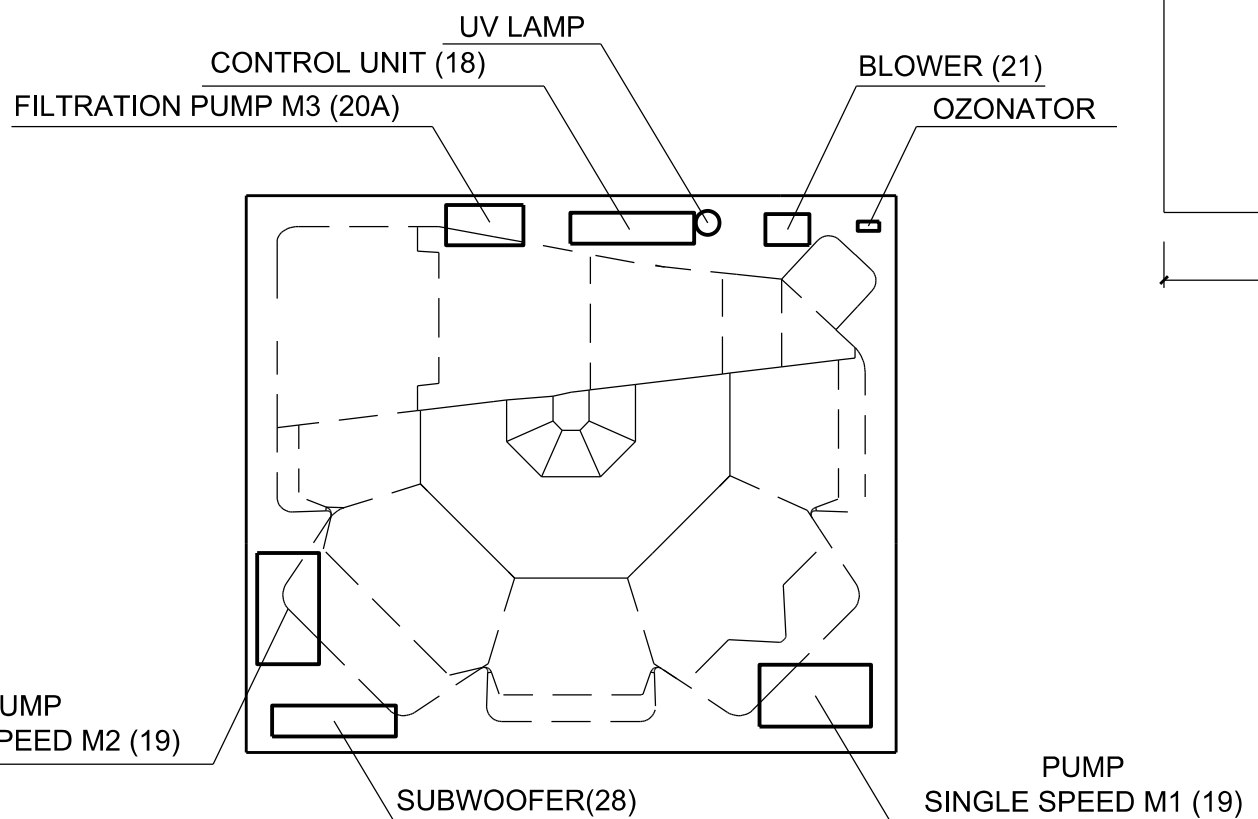 UV LAMP
CONTROL UNIT (18)
BLOWER (21)
FILTRATION PUMP M3 (20A)
OZONATOR
UMP
PEED M2 (19)
SUBWOOFER(28)
PUMP
SINGLE SPEED M1 (19)